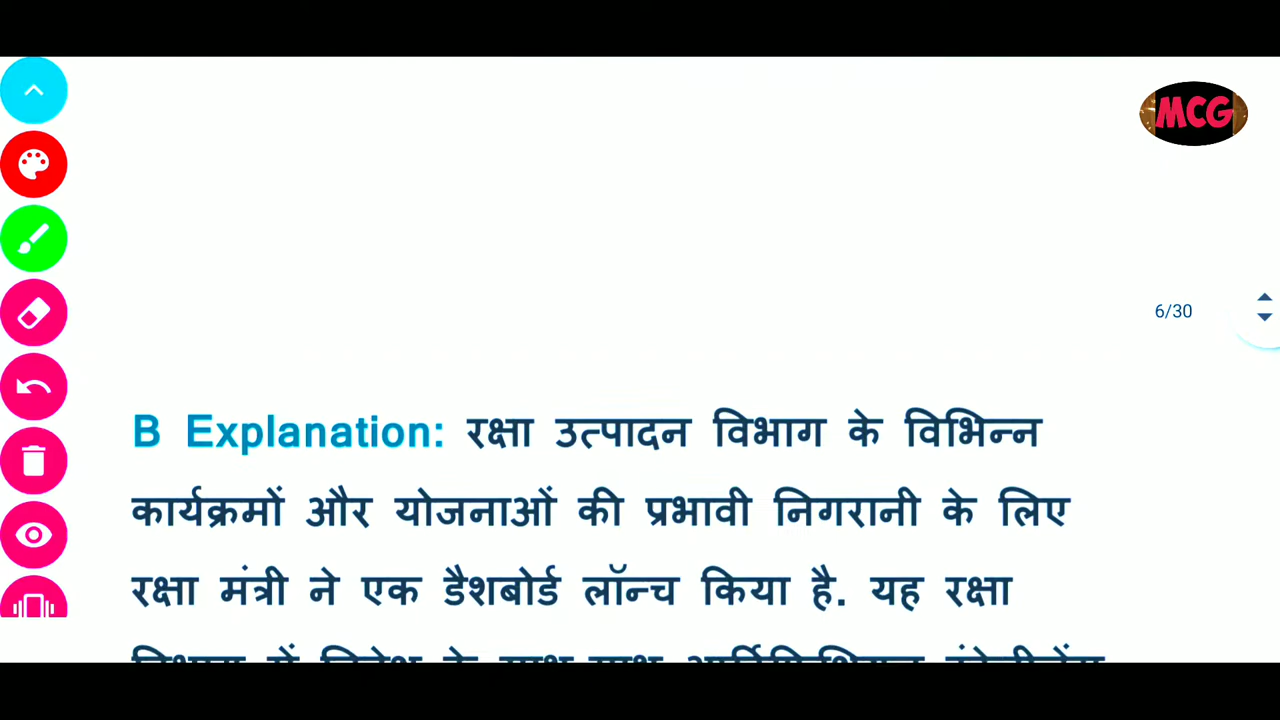 MCG
6/30
B Explanation: रक्षा उत्पादन विभाग के विभिन्न
कार्यक्रमों और योजनाओं की प्रभावी निगरानी के लिए
रक्षा मंत्री ने एक डैशबोर्ड लॉन्च किया है. यह रक्षा